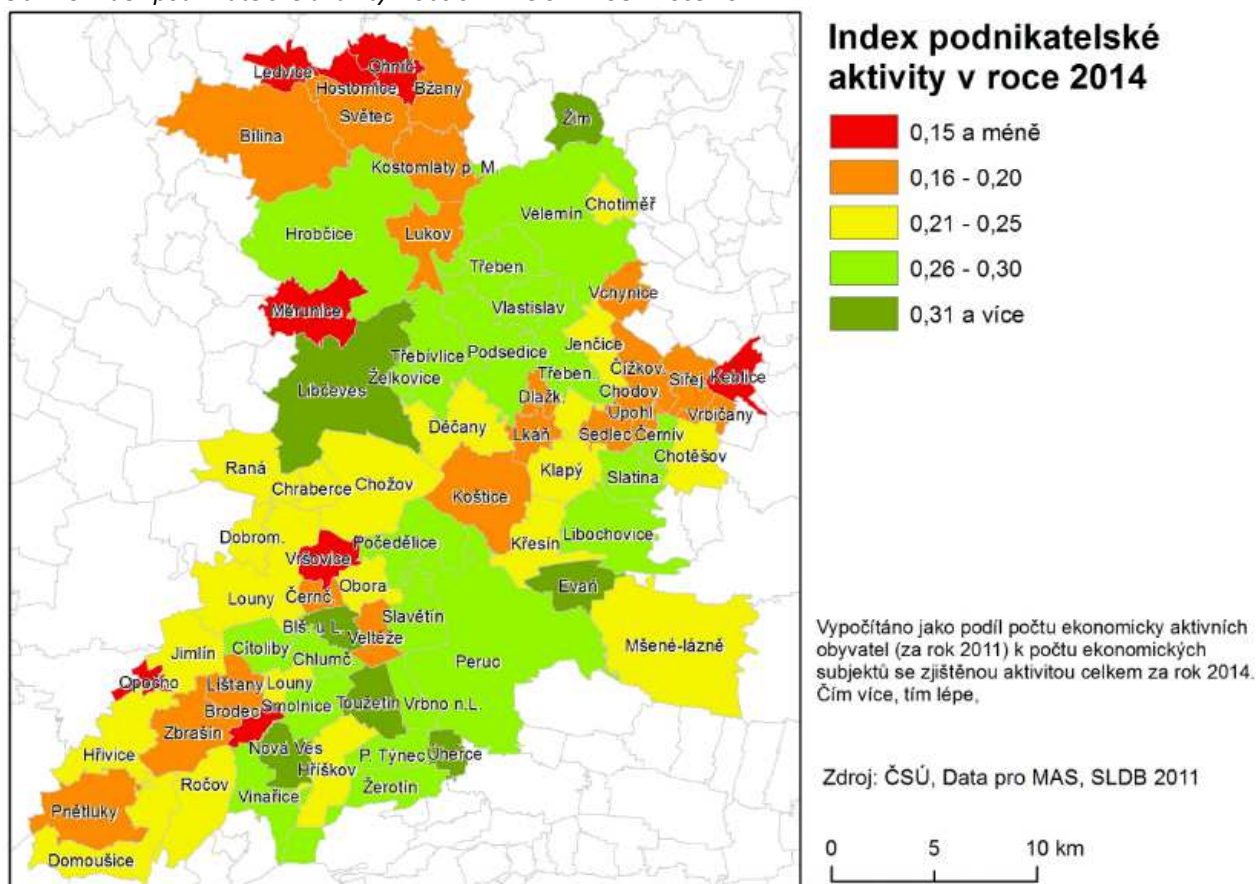 Index podnikatelské
aktivity v roce 2014
0,15 a méně
0,16 - 0,20
0,21 - 0,25
0,26 - 0,30
0,31 a více
Vypočítáno jako podíl počtu ekonomicky aktivních
obyvatel (za rok 2011) k počtu ekonomických
subjektů se zjištěnou aktivitou celkem za rok 2014.
Čím více, tím lépe,
Zdroj: ČSÚ, Data pro MAS, SLDB 2011
0 5 10 km
Ledvice
Ohníč
Hostomice
Bžany
Světec
Bílina
Žim
Kostomlaty p. M.
Chotiměř
Velemín
Hrobčice
Lukov
Třeben.
Vchynice
Měrunice
Vlastislav
Jenčice
Třebívlice
Podsedice
Čížkov.
Želkovice
Třeben.
Siřej.
Keblice
Libčeves
Dlažk.
Chodov.
Vrbičany
Úpohl.
Děčany
Lkáň
Sedlec
Černiv
Chotěšov
Raná
Klapý
Slatina
Chraberce
Chožov
Koštice
Dobrom.
Počedělice
Křesín
Libochovice
Vršovice
Obora
Evaň
Louny
Černč.
Slavětín
Blš. u L.
Veltěže
Mšené-lázně
Cítoliby
Chlumč.
Peruc
Jimlín
Opočno
Líšťany
Louny
Brodec
Smolnice
Toužetín
Vrbno n.L.
Zbrašín
Hřivice
Nová Ves
P. Týnec
Úherce
Hříškov
Ročov
Žerotín
Vinařice
Pnětluky
Domoušice